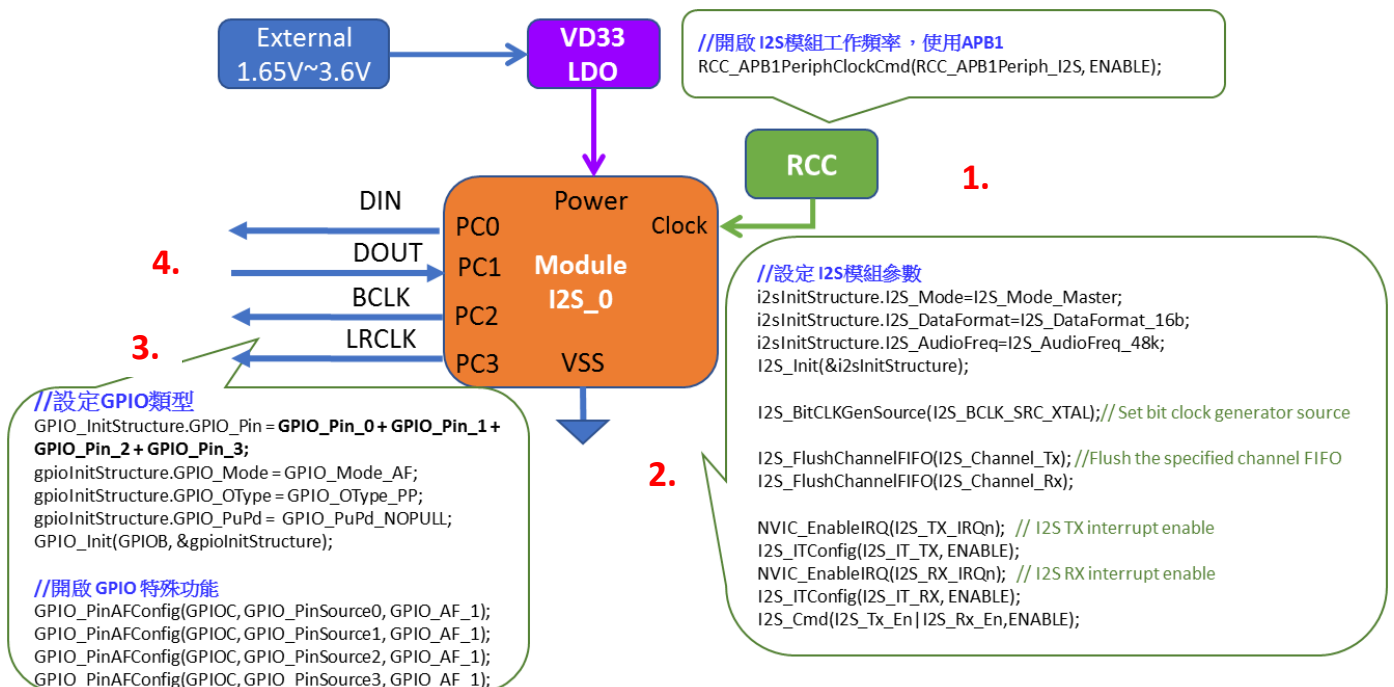 External
1.65V~3.6V
VD33
LDO
//開啟 I2S模組工作頻率，使用APB1
RCC_APB1PeriphClockCmd(RCC_APB1Periph_I2S, ENABLE);
RCC
1.
Power
Clock
Module
I2S_0
VSS
DIN
PC0
DOUT
PC1
BCLK
PC2
LRCLK
PC3
4.
3.
//設定GPIO類型
GPIO_InitStructure.GPIO_Pin = GPIO_Pin_0 + GPIO_Pin_1 +
GPIO_Pin_2 + GPIO_Pin_3;
gpioInitStructure.GPIO_Mode = GPIO_Mode_AF;
gpioInitStructure.GPIO_OType = GPIO_OType_PP;
gpioInitStructure.GPIO_PuPd = GPIO_PuPd_NOPULL;
GPIO_Init(GPIOB, &gpioInitStructure);
//開啟 GPIO 特殊功能
GPIO_PinAFConfig(GPIOC, GPIO_PinSource0, GPIO_AF_1);
GPIO_PinAFConfig(GPIOC, GPIO_PinSource1, GPIO_AF_1);
GPIO_PinAFConfig(GPIOC, GPIO_PinSource2, GPIO_AF_1);
GPIO_PinAFConfig(GPIOC, GPIO_PinSource3, GPIO_AF_1);
2.
//設定 I2S模組參數
i2sInitStructure.I2S_Mode=I2S_Mode_Master;
i2sInitStructure.I2S_DataFormat=I2S_DataFormat_16b;
i2sInitStructure.I2S_AudioFreq=I2S_AudioFreq_48k;
I2S_Init(&i2sInitStructure);
I2S_BitCLKGenSource(I2S_BCLK_SRC_XTAL);// Set bit clock generator source
I2S_FlushChannelFIFO(I2S_Channel_Tx); //Flush the specified channel FIFO
I2S_FlushChannelFIFO(I2S_Channel_Rx);
NVIC_EnableIRQ(I2S_TX_IRQn); // I2S TX interrupt enable
I2S_ITConfig(I2S_IT_TX, ENABLE);
NVIC_EnableIRQ(I2S_RX_IRQn); // I2S RX interrupt enable
I2S_ITConfig(I2S_IT_RX, ENABLE);
I2S_Cmd(I2S_Tx_En|I2S_Rx_En,ENABLE);